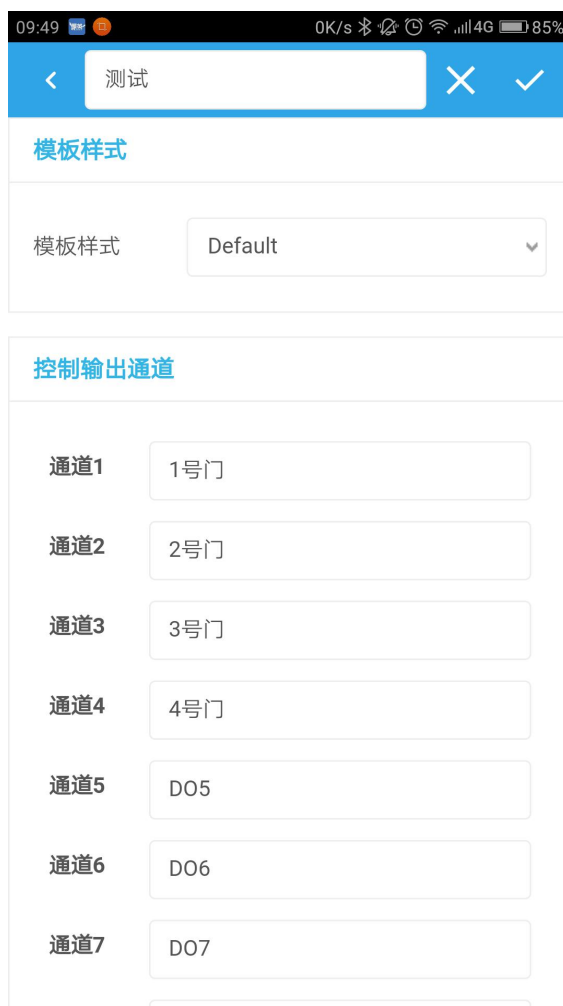 09:49 0K/s 4G 85%
测试
模板样式
模板样式 Default
控制输出通道
通道1 1号门
通道2 2号门
通道3 3号门
通道4 4号门
通道5 DO5
通道6 DO6
通道7 DO7